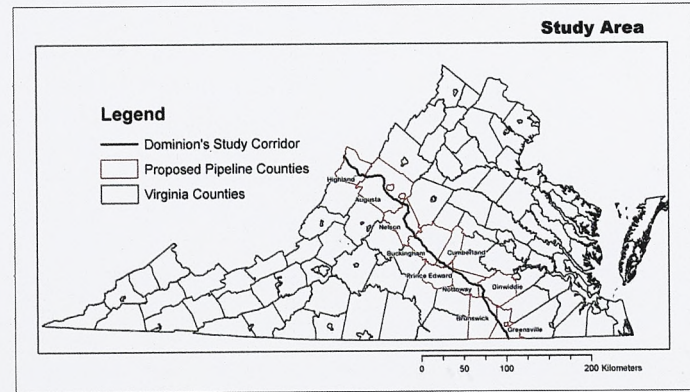 Study Area
Legend
Dominion's Study Corridor
Proposed Pipeline Counties
Virginia Counties
Highland
Augusta
Nelson
Buckingham
Cumberland
Prince Edward
Nottoway
Dinwiddie
Brunswick
Greensville
0 50 100 200 Kilometers